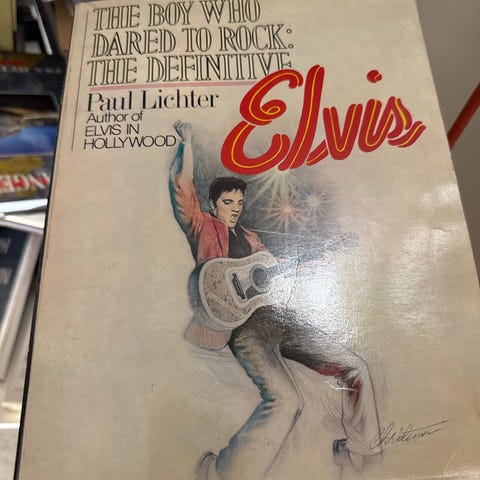 THE BOY WHO
DARED TO ROCK:
THE DEFINITIVE
Elvis
Paul Lichter
Author of
ELVIS IN
HOLLYWOOD